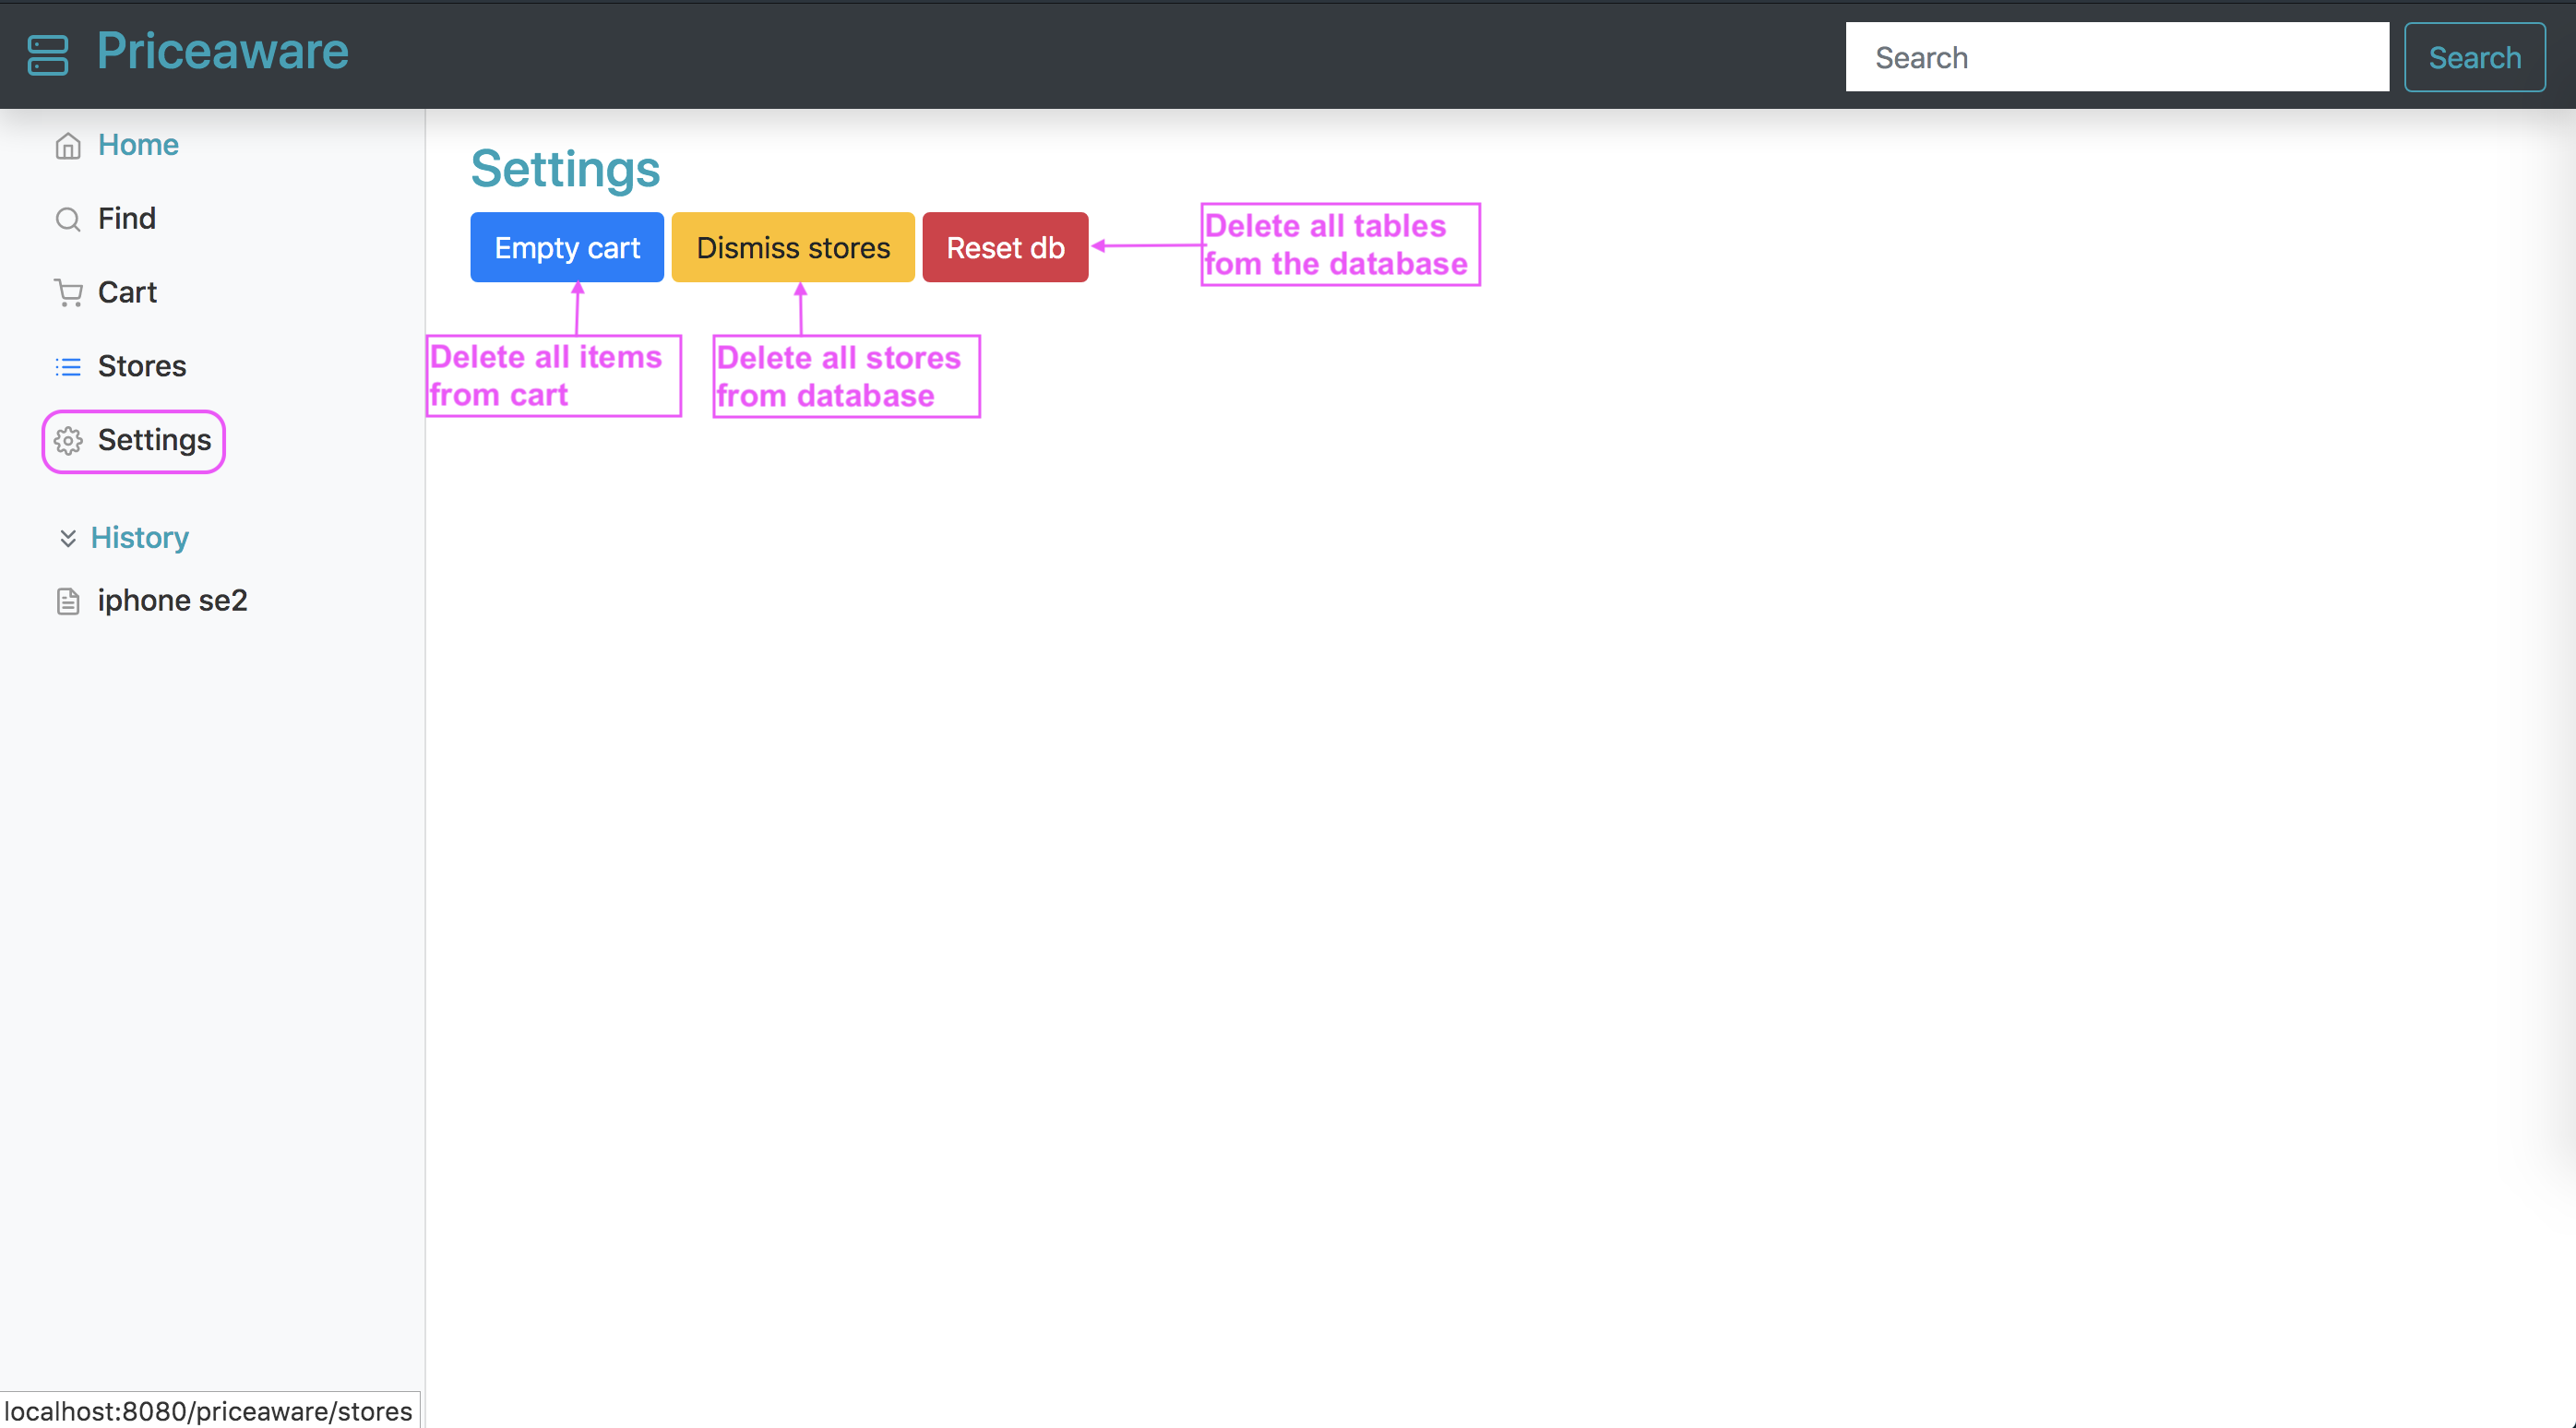 Priceaware
Search
Search
Home
Find
Cart
Stores
Settings
History
iphone se2
Settings
Empty cart
Dismiss stores
Reset db
Delete all tables
fom the database
Delete all items
from cart
Delete all stores
from database
localhost:8080/priceaware/stores